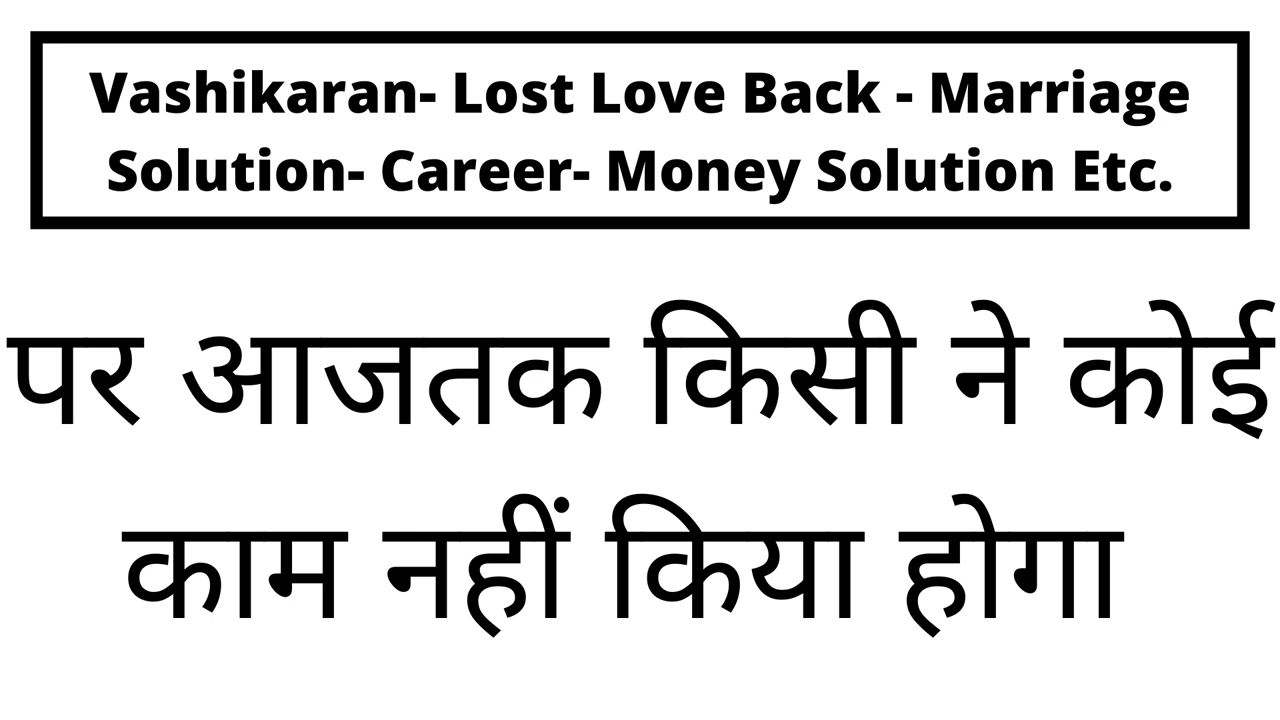 Vashikaran- Lost Love Back - Marriage
Solution- Career- Money Solution Etc.
पर आजतक किसी ने कोई
काम नहीं किया होगा